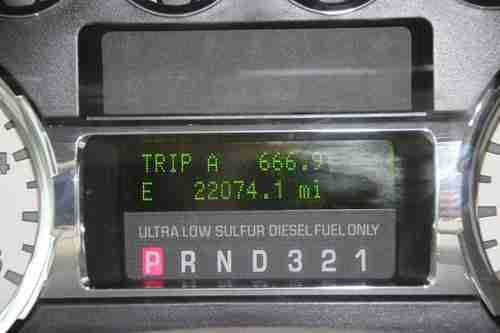 TRIP A 666.9
E 22074.1 mi
ULTRA LOW SULFUR DIESEL FUEL ONLY
P R N D 3 2 1